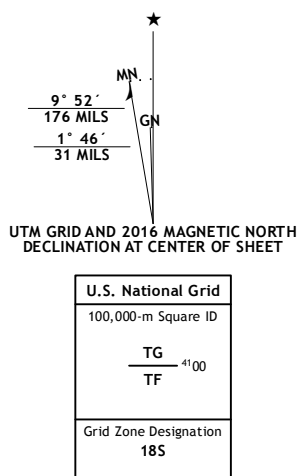 ★
MN
GN
9° 52´
176 MILS
1° 46´
31 MILS
UTM GRID AND 2016 MAGNETIC NORTH
DECLINATION AT CENTER OF SHEET
U.S. National Grid
100,000-m Square ID
TG
4100
TF
Grid Zone Designation
18S